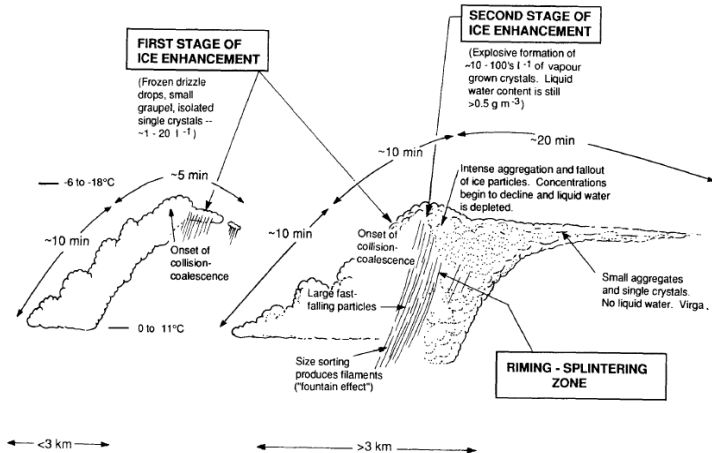 FIRST STAGE OF
ICE ENHANCEMENT
(Frozen drizzle
drops, small
graupel, isolated
single crystals --
~1 - 20 l⁻¹)
SECOND STAGE OF
ICE ENHANCEMENT
(Explosive formation of
~10 - 100's l⁻¹ of vapour
grown crystals. Liquid
water content is still
>0.5 g m⁻³)
-6 to -18°C
~10 min
~5 min
Onset of
collision-
coalescence
0 to 11°C
<3 km
~10 min
~10 min
~20 min
Onset of
collision-
coalescence
Intense aggregation and fallout
of ice particles. Concentrations
begin to decline and liquid water
is depleted.
Large fast-
falling particles
Small aggregates
and single crystals.
No liquid water. Virga.
Size sorting
produces filaments
("fountain effect")
RIMING - SPLINTERING
ZONE
>3 km